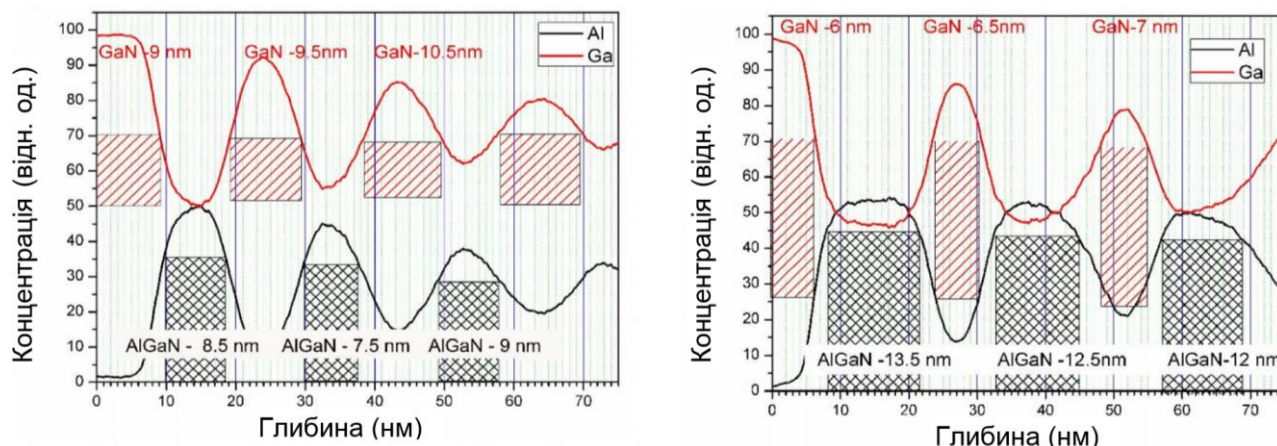 GaN -9 nm
GaN -9.5nm
GaN-10.5nm
Al
Ga
Концентрація (відн. од.)
100
90
80
70
60
50
40
30
20
10
0
AlGaN - 8.5 nm
AlGaN -7.5 nm
AlGaN - 9 nm
0 10 20 30 40 50 60 70
Глибина (нм)
GaN -6 nm
GaN -6.5nm
GaN-7 nm
Al
Ga
Концентрація (відн. од.)
100
90
80
70
60
50
40
30
20
10
0
AlGaN -13.5 nm
AlGaN -12.5nm
AlGaN-12 nm
0 10 20 30 40 50 60 70
Глибина (нм)